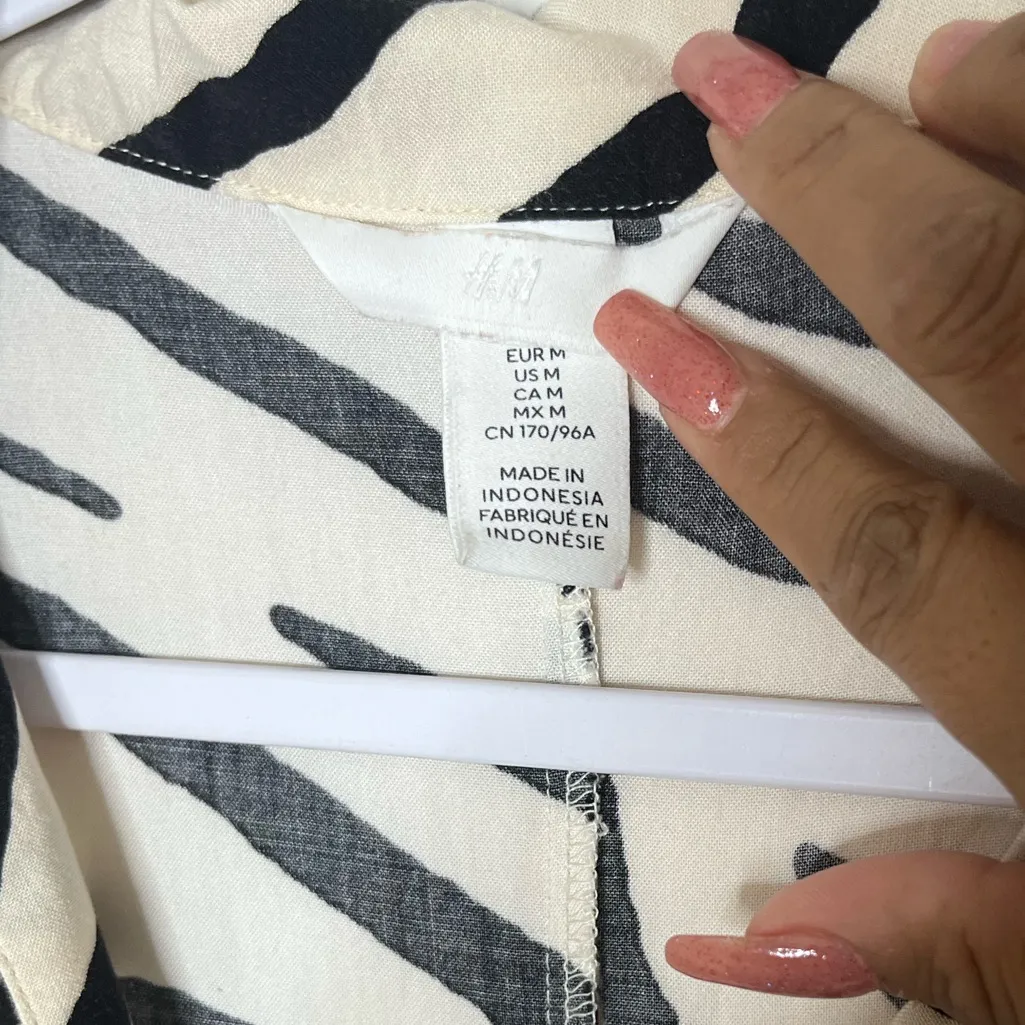 H&M
EUR M
US M
CA M
MX M
CN 170/96A
MADE IN
INDONESIA
FABRIQUÉ EN
INDONÉSIE